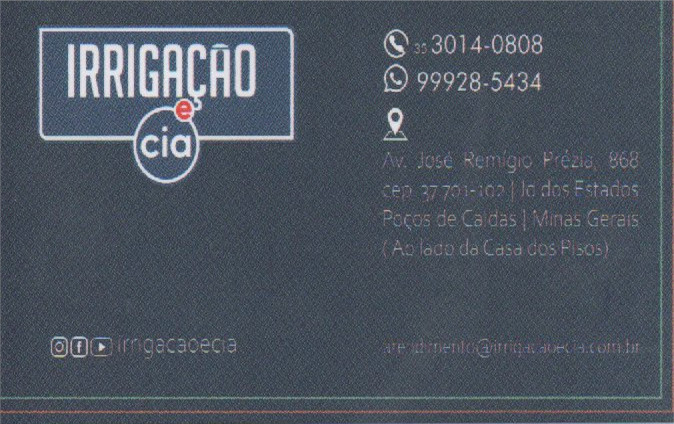 IRRIGAÇÃO
e
cia
35 3014-0808
99928-5434
Av. José Remígio Prézia, 868
cep. 37701-102 | Jd dos Estados
Poços de Caldas | Minas Gerais
( Ao lado da Casa dos Pisos)
irrigacaoecia
atendimento@irrigacaoecia.com.br